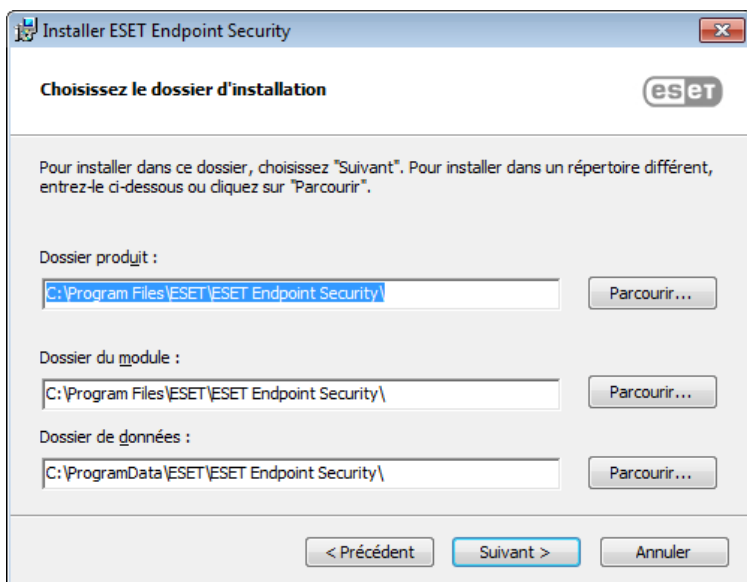 Installer ESET Endpoint Security
Choisissez le dossier d'installation
eset
Pour installer dans ce dossier, choisissez "Suivant". Pour installer dans un répertoire différent,
entrez-le ci-dessous ou cliquez sur "Parcourir".
Dossier produit :
C:\Program Files\ESET\ESET Endpoint Security\
Parcourir...
Dossier du module :
C:\Program Files\ESET\ESET Endpoint Security\
Parcourir...
Dossier de données :
C:\ProgramData\ESET\ESET Endpoint Security\
Parcourir...
< Précédent
Suivant >
Annuler